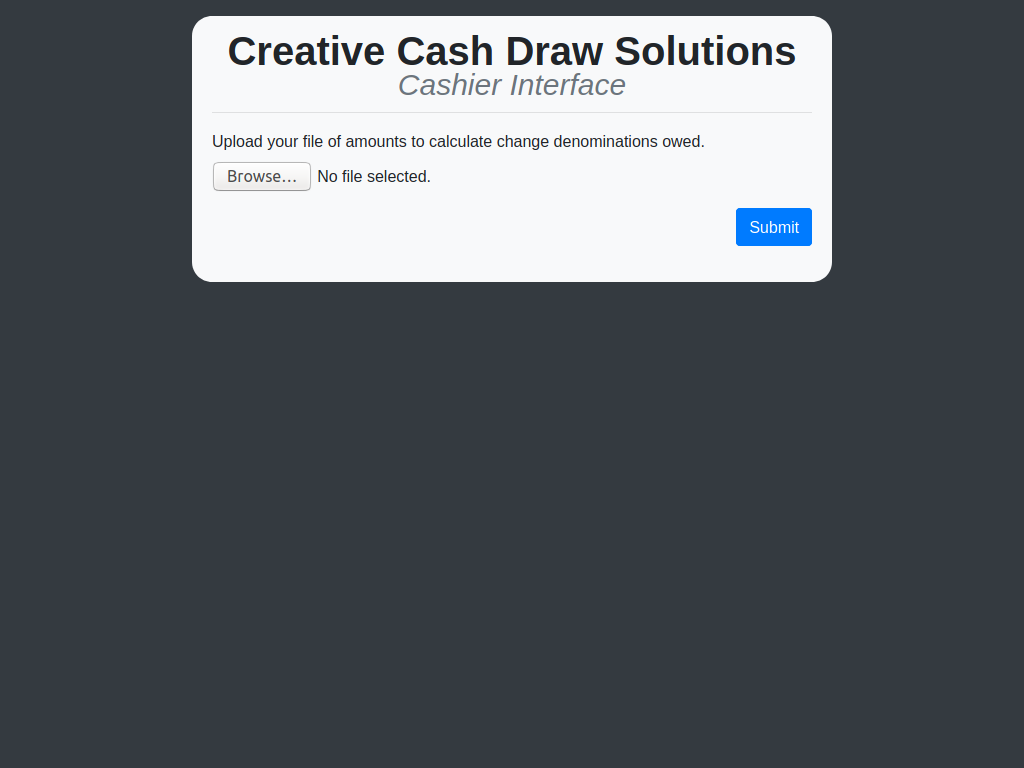 Creative Cash Draw Solutions
Cashier Interface
Upload your file of amounts to calculate change denominations owed.
Browse... No file selected.
Submit